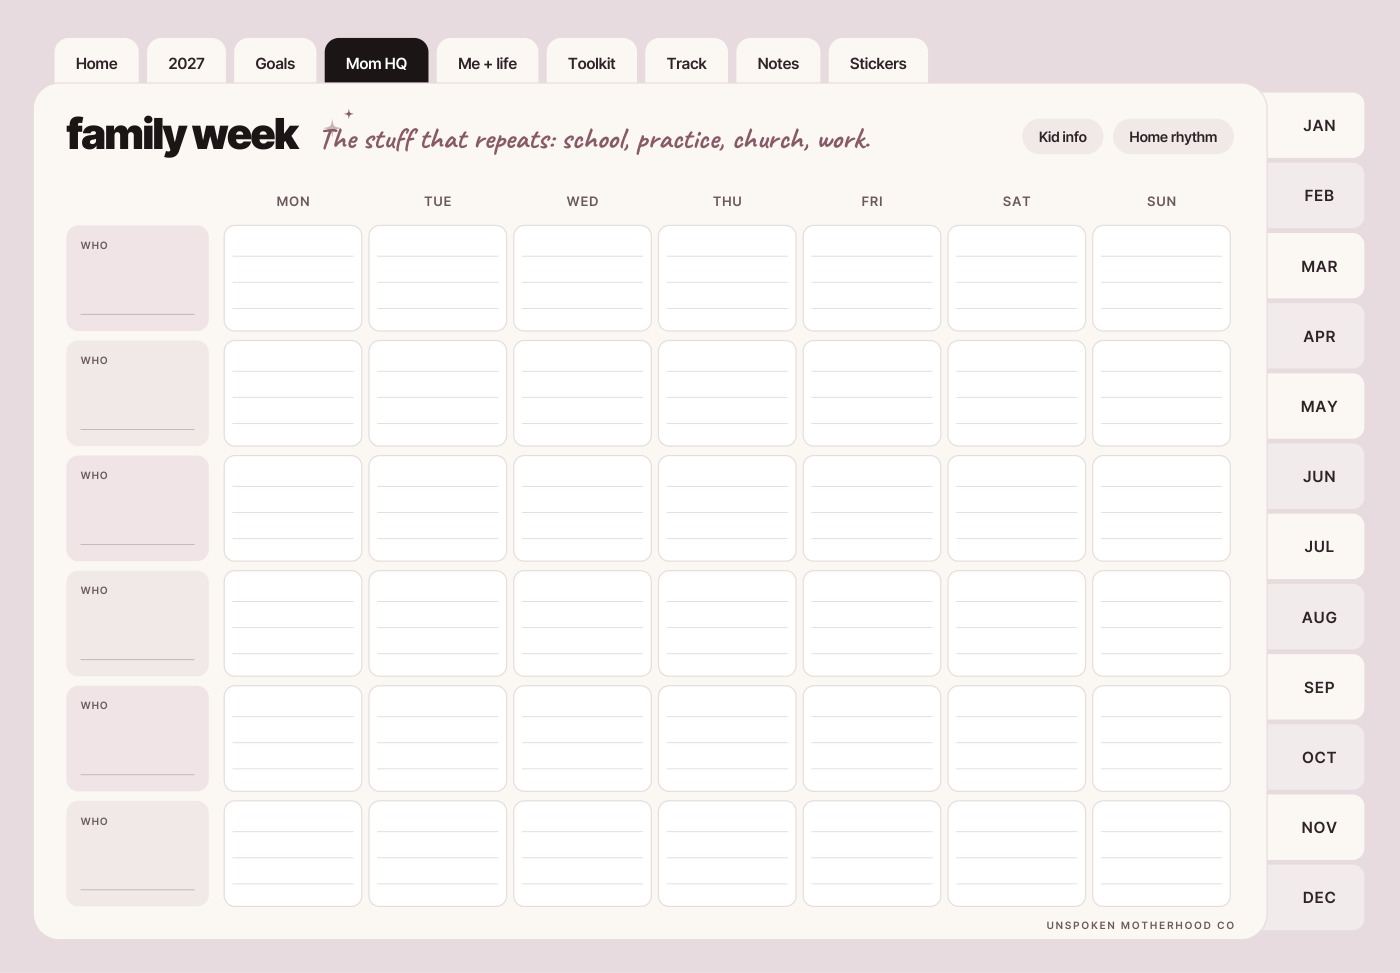 Home 2027 Goals Mom HQ Me + life Toolkit Track Notes Stickers
family week The stuff that repeats: school, practice, church, work. Kid info Home rhythm
MON TUE WED THU FRI SAT SUN
WHO
WHO
WHO
WHO
WHO
WHO
JAN
FEB
MAR
APR
MAY
JUN
JUL
AUG
SEP
OCT
NOV
DEC
UNSPOKEN MOTHERHOOD CO